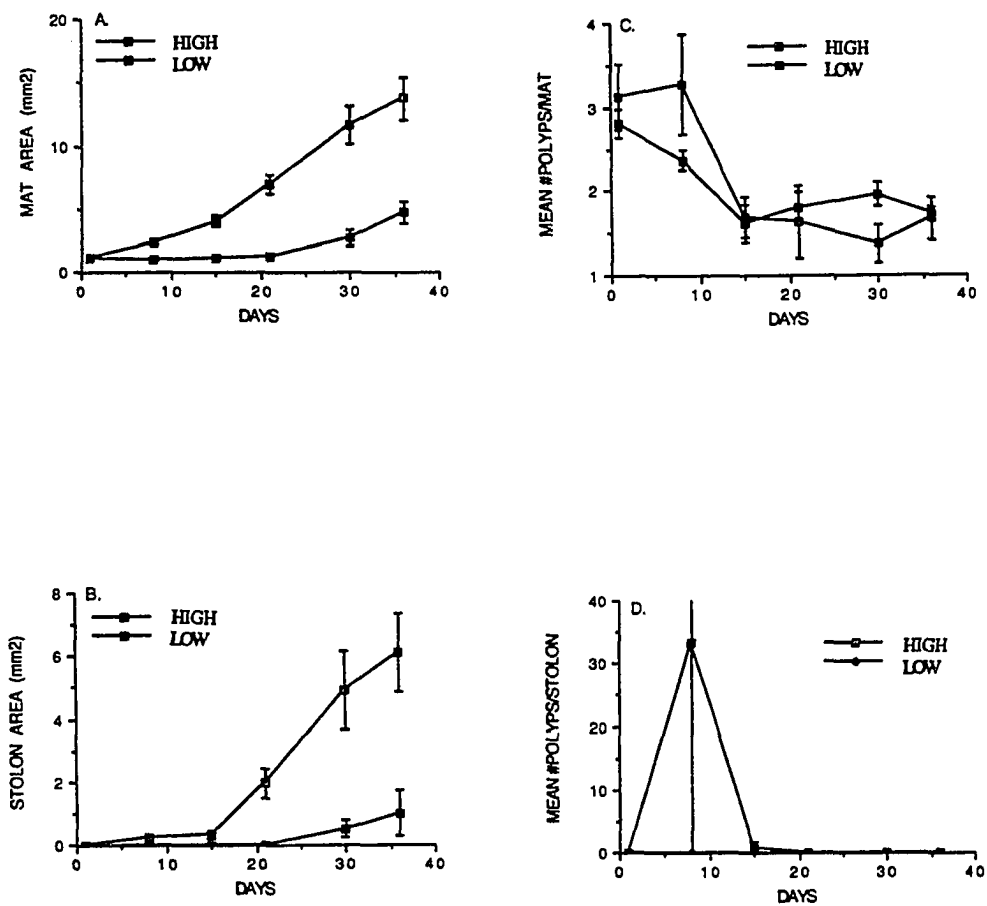 A.
HIGH
LOW
MAT AREA (mm2)
20
10
0
0 10 20 30 40
DAYS
C.
HIGH
LOW
MEAN #POLYPS/MAT
4
3
2
1
0 10 20 30 40
DAYS
B.
HIGH
LOW
STOLON AREA (mm2)
8
6
4
2
0
0 10 20 30 40
DAYS
D.
HIGH
LOW
MEAN #POLYPS/STOLON
40
30
20
10
0
0 10 20 30 40
DAYS